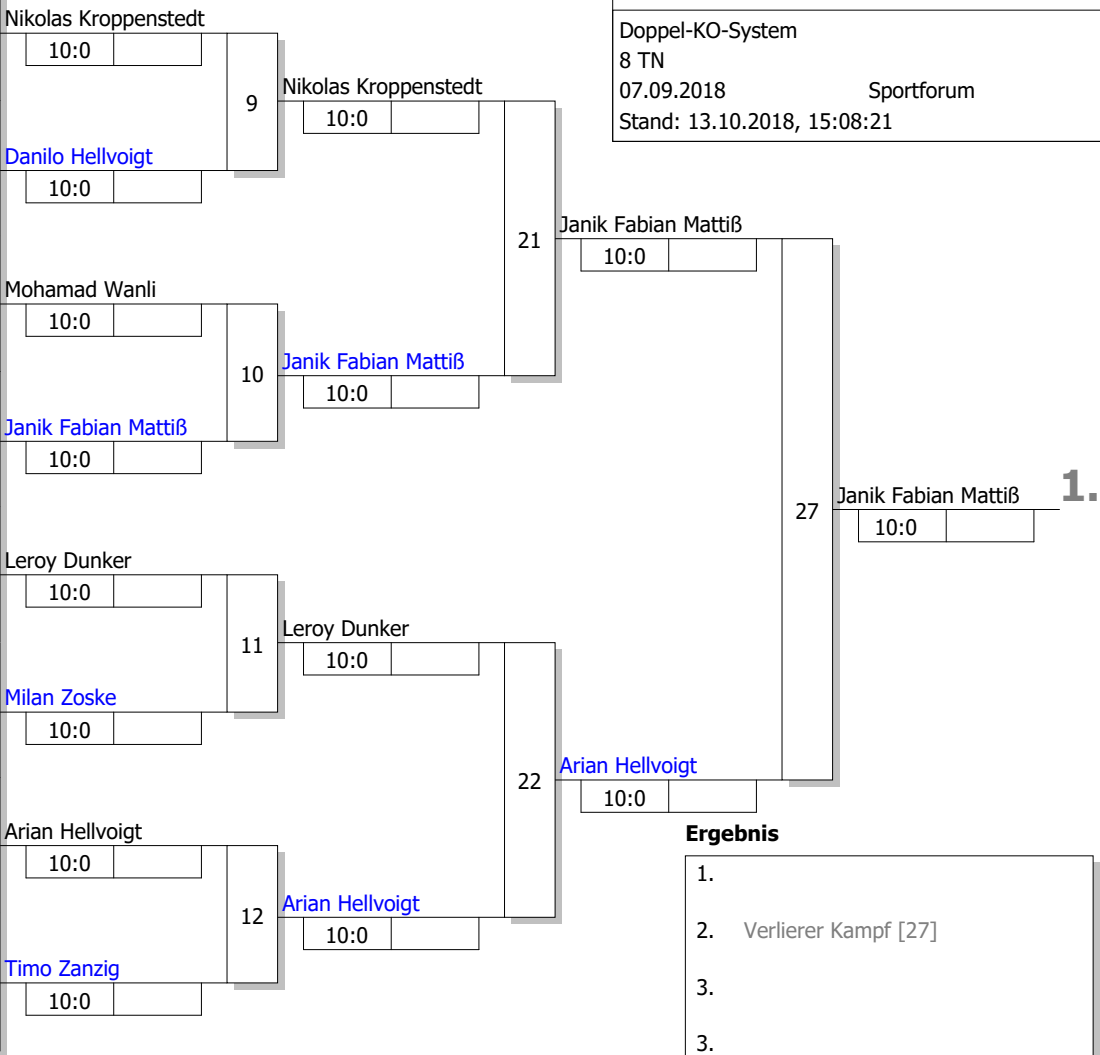 Nikolas Kroppenstedt
10:0
9
Danilo Hellvoigt
10:0
Mohamad Wanli
10:0
10
Janik Fabian Mattiß
10:0
Leroy Dunker
10:0
11
Milan Zoske
10:0
Arian Hellvoigt
10:0
12
Timo Zanzig
10:0
Nikolas Kroppenstedt
10:0
21
Janik Fabian Mattiß
10:0
Leroy Dunker
10:0
22
Arian Hellvoigt
10:0
Janik Fabian Mattiß
10:0
27
Arian Hellvoigt
10:0
Janik Fabian Mattiß 1.
10:0
Doppel-KO-System
8 TN
07.09.2018 Sportforum
Stand: 13.10.2018, 15:08:21
Ergebnis
1.
2. Verlierer Kampf [27]
3.
3.